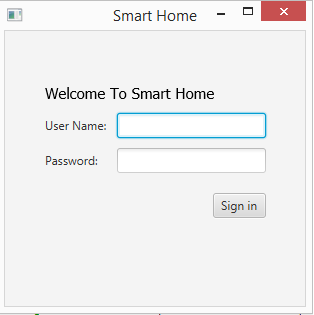 Smart Home
Welcome To Smart Home
User Name:
Password:
Sign in